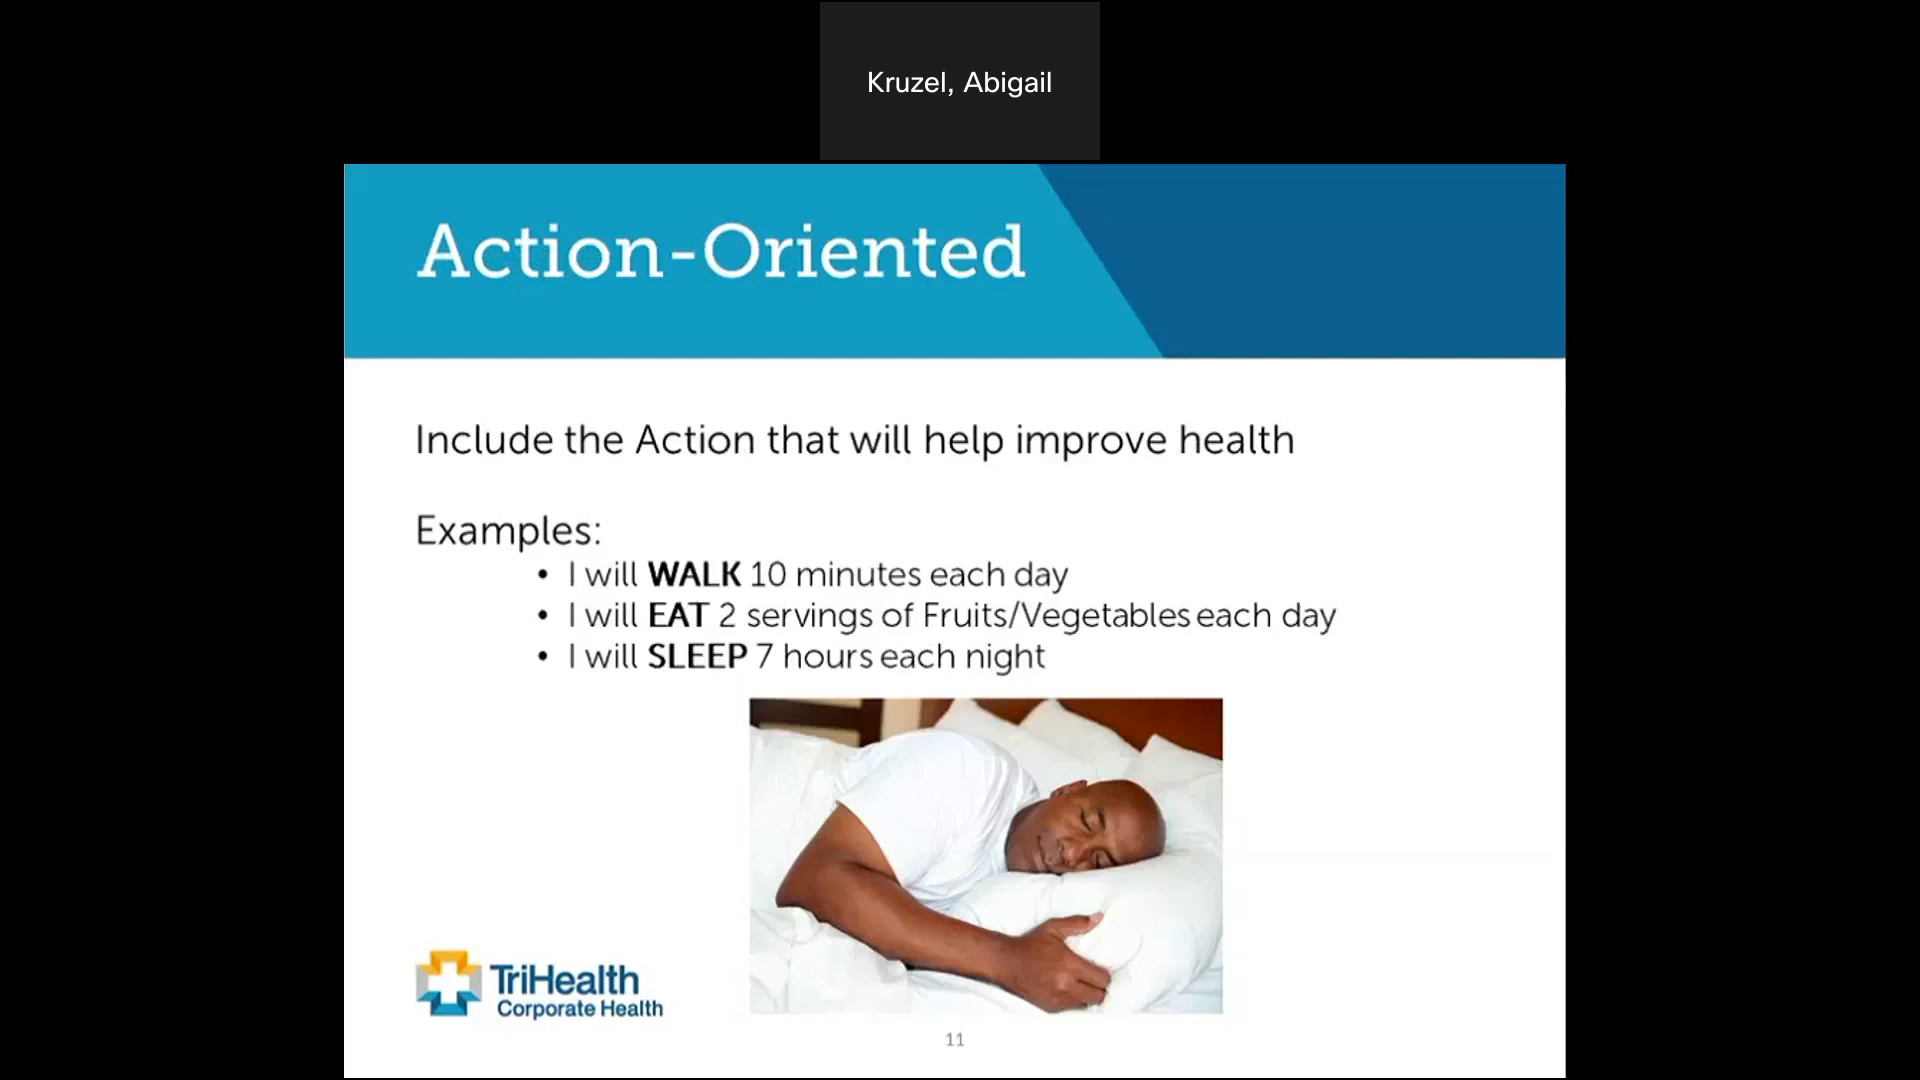 Kruzel, Abigail
Action-Oriented
Include the Action that will help improve health
Examples:
• I will WALK 10 minutes each day
• I will EAT 2 servings of Fruits/Vegetables each day
• I will SLEEP 7 hours each night
TriHealth
Corporate Health
11